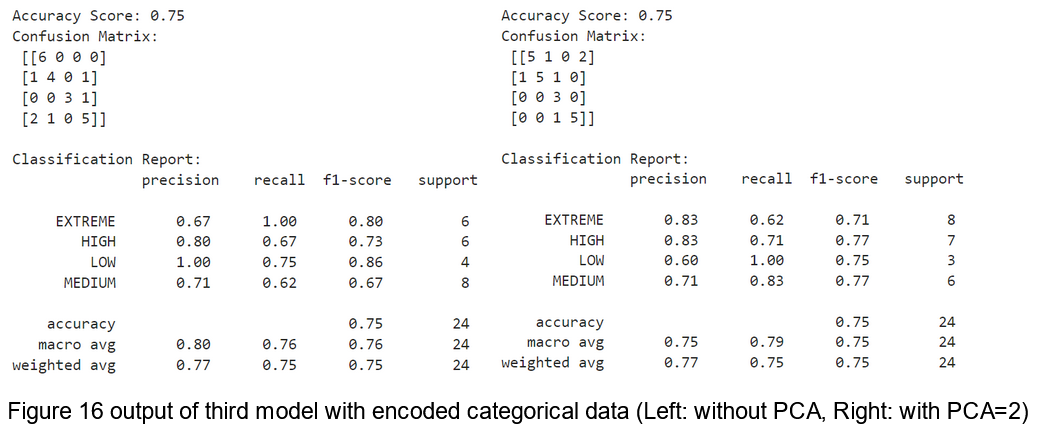 Accuracy Score: 0.75
Confusion Matrix:
[[6 0 0 0]
[1 4 0 1]
[0 0 3 1]
[2 1 0 5]]
Classification Report:
precision recall f1-score support
EXTREME 0.67 1.00 0.80 6
HIGH 0.80 0.67 0.73 6
LOW 1.00 0.75 0.86 4
MEDIUM 0.71 0.62 0.67 8
accuracy 0.75 24
macro avg 0.80 0.76 0.76 24
weighted avg 0.77 0.75 0.75 24
Accuracy Score: 0.75
Confusion Matrix:
[[5 1 0 2]
[1 5 1 0]
[0 0 3 0]
[0 0 1 5]]
Classification Report:
precision recall f1-score support
EXTREME 0.83 0.62 0.71 8
HIGH 0.83 0.71 0.77 7
LOW 0.60 1.00 0.75 3
MEDIUM 0.71 0.83 0.77 6
accuracy 0.75 24
macro avg 0.75 0.79 0.75 24
weighted avg 0.77 0.75 0.75 24
Figure 16 output of third model with encoded categorical data (Left: without PCA, Right: with PCA=2)